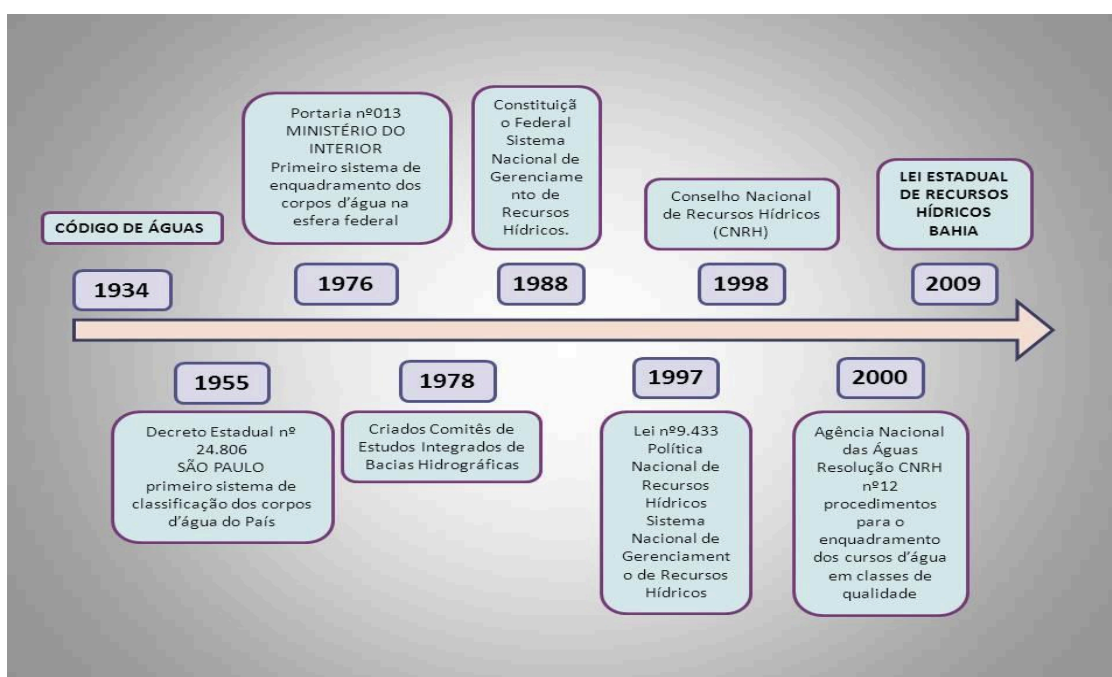 CÓDIGO DE ÁGUAS
1934
Portaria nº013
MINISTÉRIO DO
INTERIOR
Primeiro sistema de
enquadramento dos
corpos d'água na
esfera federal
1976
Constituiçã
o Federal
Sistema
Nacional de
Gerenciame
nto de
Recursos
Hídricos.
1988
Conselho Nacional
de Recursos Hídricos
(CNRH)
1998
LEI ESTADUAL
DE RECURSOS
HÍDRICOS
BAHIA
2009
1955
Decreto Estadual nº
24.806
SÃO PAULO
primeiro sistema de
classificação dos corpos
d'água do País
1978
Criados Comitês de
Estudos Integrados de
Bacias Hidrográficas
1997
Lei nº9.433
Política
Nacional de
Recursos
Hídricos
Sistema
Nacional de
Gerenciament
o de Recursos
Hídricos
2000
Agência Nacional
das Águas
Resolução CNRH
nº12
procedimentos
para o
enquadramento
dos cursos d'água
em classes de
qualidade